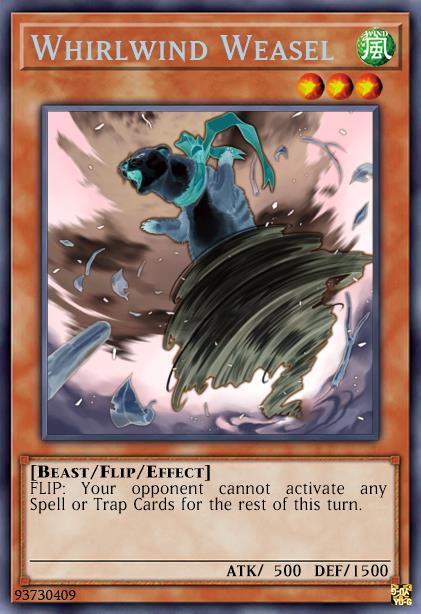 WHIRLWIND WEASEL
WIND
風
[BEAST/FLIP/EFFECT]
FLIP: Your opponent cannot activate any
Spell or Trap Cards for the rest of this turn.
ATK/ 500 DEF/1500
93730409